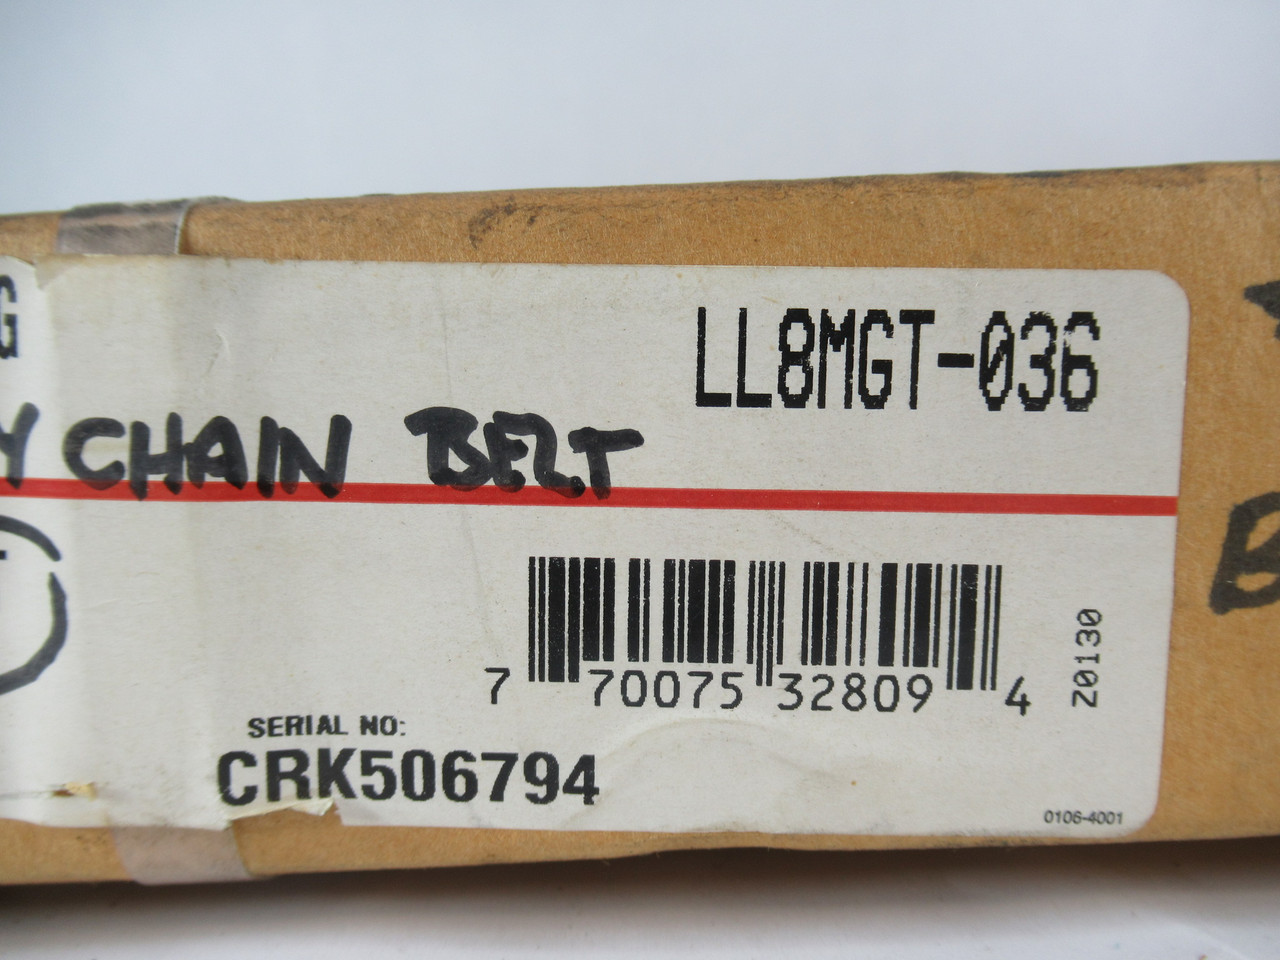 G
LL8MGT-036
Y CHAIN BELT
7 70075 32809 4
Z0130
SERIAL NO:
CRK506794
0106-4001
B